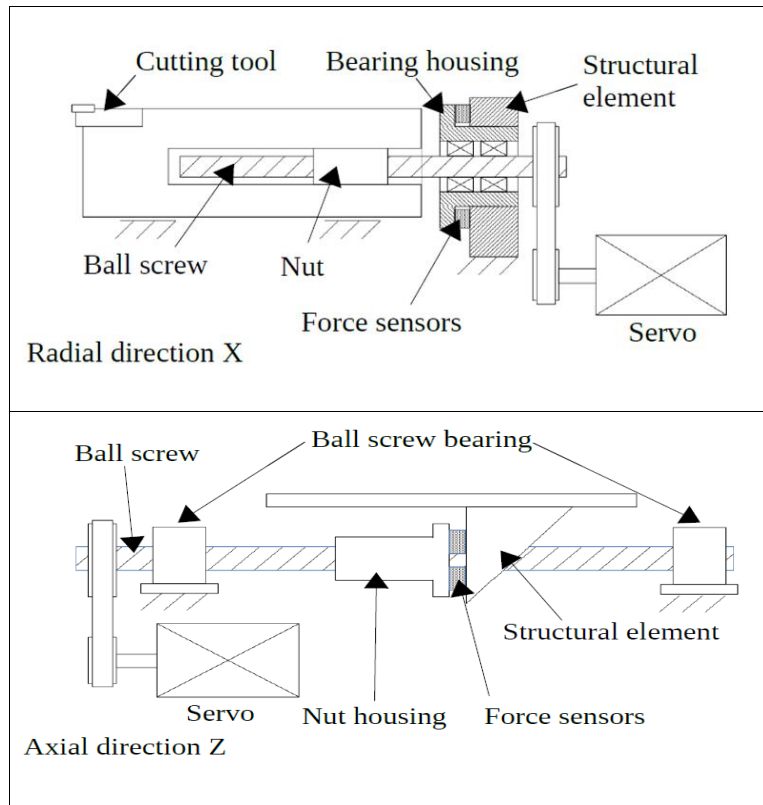 Cutting tool
Bearing housing
Structural
element
Ball screw
Nut
Force sensors
Servo
Radial direction X
Ball screw bearing
Ball screw
Structural element
Servo
Nut housing
Force sensors
Axial direction Z